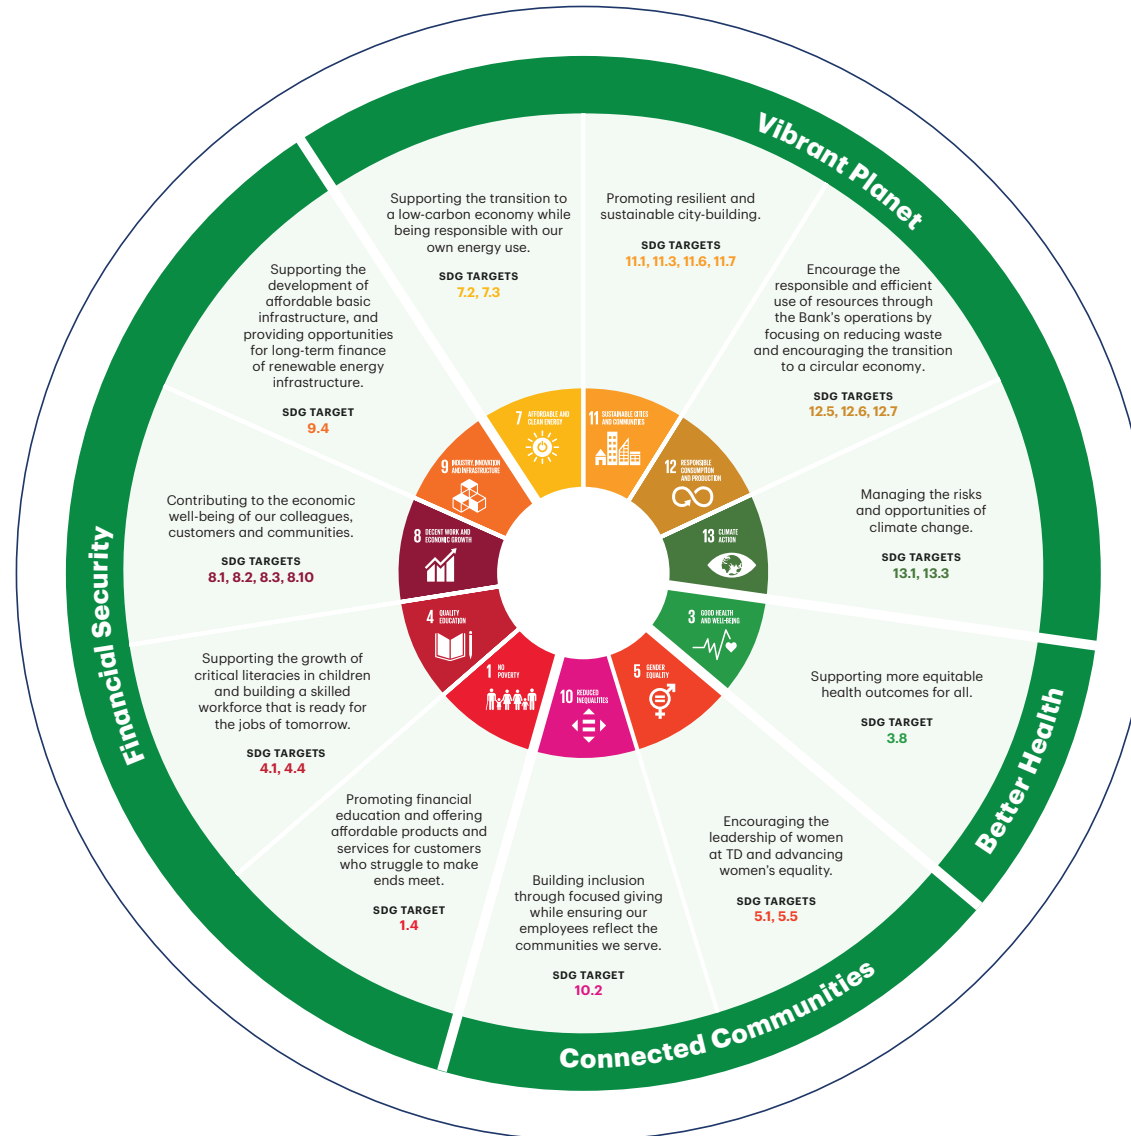 Vibrant Planet
Supporting the transition to
a low-carbon economy while
being responsible with our
own energy use.
SDG TARGETS
7.2, 7.3
Promoting resilient and
sustainable city-building.
SDG TARGETS
11.1, 11.3, 11.6, 11.7
Encourage the
responsible and efficient
use of resources through
the Bank's operations by
focusing on reducing waste
and encouraging the transition
to a circular economy.
SDG TARGETS
12.5, 12.6, 12.7
Managing the risks
and opportunities of
climate change.
SDG TARGETS
13.1, 13.3
Better Health
Supporting more equitable
health outcomes for all.
SDG TARGET
3.8
Connected Communities
Encouraging the
leadership of women
at TD and advancing
women's equality.
SDG TARGETS
5.1, 5.5
Building inclusion
through focused giving
while ensuring our
employees reflect the
communities we serve.
SDG TARGET
10.2
Financial Security
Promoting financial
education and offering
affordable products and
services for customers
who struggle to make
ends meet.
SDG TARGET
1.4
Supporting the growth of
critical literacies in children
and building a skilled
workforce that is ready for
the jobs of tomorrow.
SDG TARGETS
4.1, 4.4
Contributing to the economic
well-being of our colleagues,
customers and communities.
SDG TARGETS
8.1, 8.2, 8.3, 8.10
Supporting the
development of
affordable basic
infrastructure, and
providing opportunities
for long-term finance
of renewable energy
infrastructure.
SDG TARGET
9.4
7 AFFORDABLE AND
CLEAN ENERGY
11 SUSTAINABLE CITIES
AND COMMUNITIES
12 RESPONSIBLE
CONSUMPTION
AND PRODUCTION
13 CLIMATE
ACTION
3 GOOD HEALTH
AND WELL-BEING
5 GENDER
EQUALITY
10 REDUCED
INEQUALITIES
1 NO
POVERTY
4 QUALITY
EDUCATION
8 DECENT WORK AND
ECONOMIC GROWTH
9 INDUSTRY, INNOVATION
AND INFRASTRUCTURE